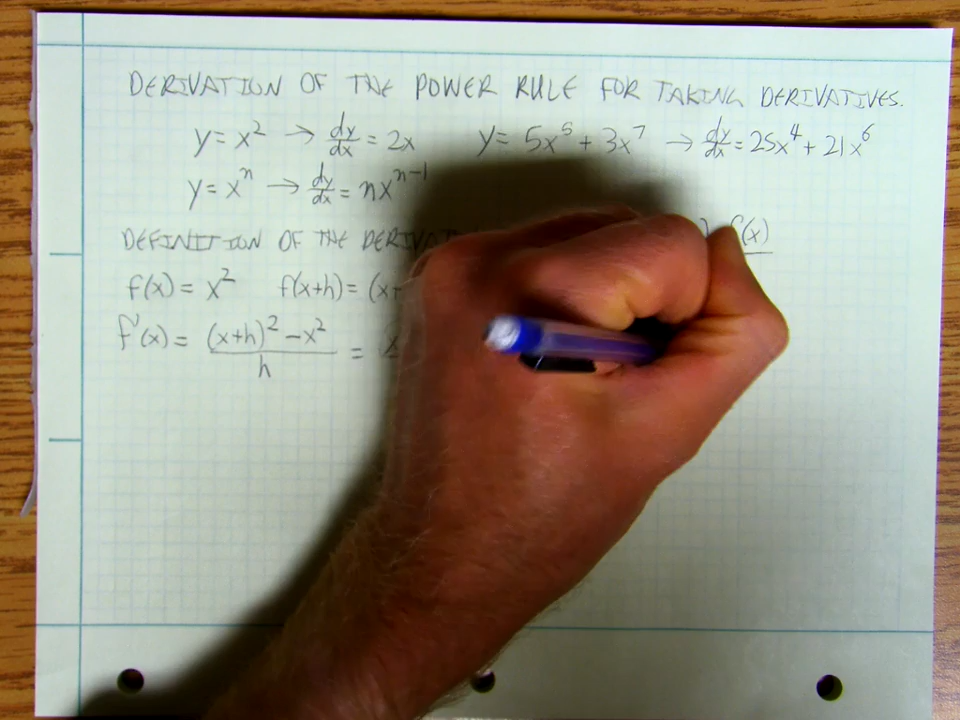 DERIVATION OF THE POWER RULE FOR TAKING DERIVATIVES.
y = x² → dy/dx = 2x y = 5x⁵ + 3x⁷ → dy/dx = 25x⁴ + 21x⁶
y = xⁿ → dy/dx = nxⁿ⁻¹
DEFINITION OF THE f(x)
f(x) = x² f(x+h) = (x+
f'(x) = (x+h)² - x² / h =